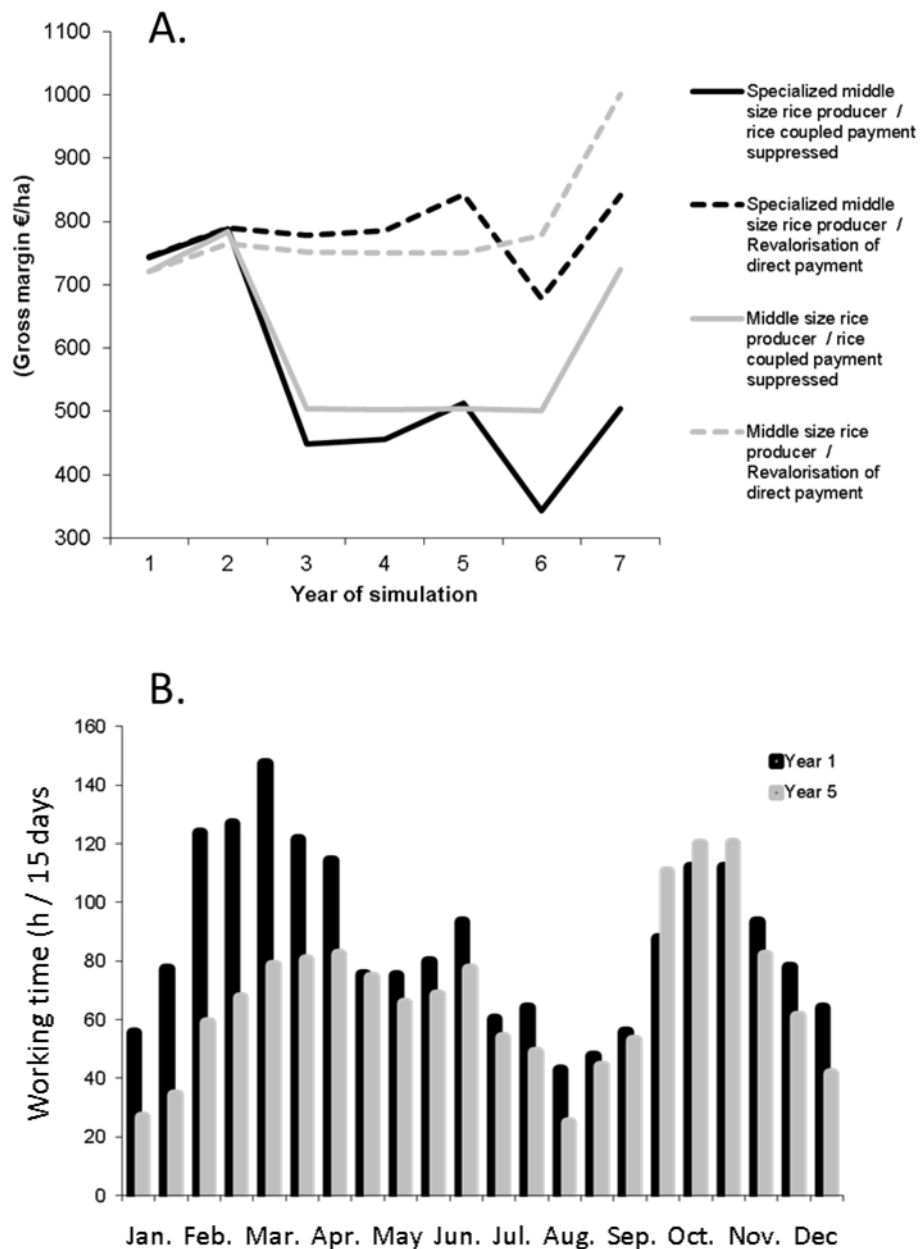 A.
1100
1000
900
800
700
600
500
400
300
(Gross margin €/ha)
1 2 3 4 5 6 7
Year of simulation
Specialized middle
size rice producer /
rice coupled payment
suppressed
Specialized middle
size rice producer /
Revalorisation of
direct payment
Middle size rice
producer / rice
coupled payment
suppressed
Middle size rice
producer /
Revalorisation of
direct payment
B.
160
140
120
100
80
60
40
20
0
Working time (h / 15 days
Year 1
Year 5
Jan. Feb. Mar. Apr. May Jun. Jul. Aug. Sep. Oct. Nov. Dec